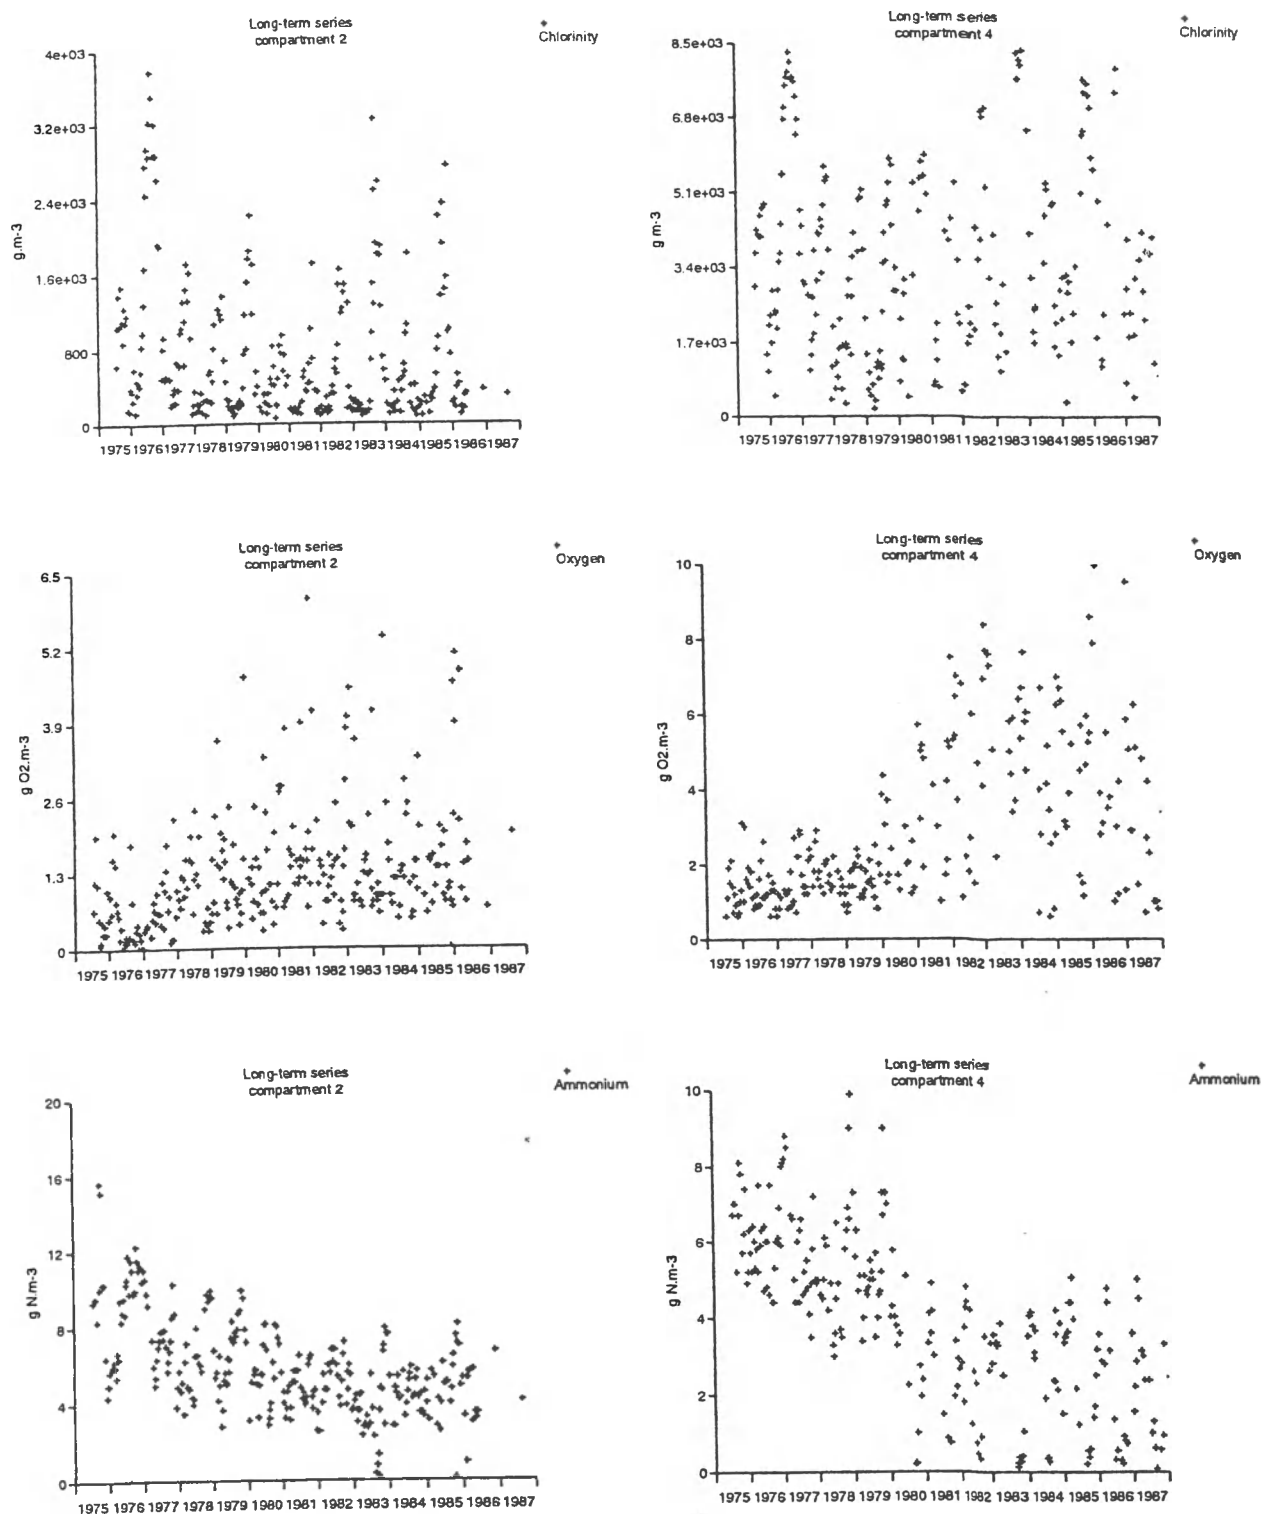 Long-term series
compartment 2
Chlorinity
4e+03
3.2e+03
2.4e+03
1.6e+03
800
0
g.m-3
1975 1976 1977 1978 1979 1980 1981 1982 1983 1984 1985 1986 1987
Long-term series
compartment 4
Chlorinity
8.5e+03
6.8e+03
5.1e+03
3.4e+03
1.7e+03
0
g m-3
1975 1976 1977 1978 1979 1980 1981 1982 1983 1984 1985 1986 1987
Long-term series
compartment 2
Oxygen
6.5
5.2
3.9
2.6
1.3
0
g O2.m-3
1975 1976 1977 1978 1979 1980 1981 1982 1983 1984 1985 1986 1987
Long-term series
compartment 4
Oxygen
10
8
6
4
2
0
g O2.m-3
1975 1976 1977 1978 1979 1980 1981 1982 1983 1984 1985 1986 1987
Long-term series
compartment 2
Ammonium
20
16
12
8
4
0
g N.m-3
1975 1976 1977 1978 1979 1980 1981 1982 1983 1984 1985 1986 1987
Long-term series
compartment 4
Ammonium
10
8
6
4
2
0
g N.m-3
1975 1976 1977 1978 1979 1980 1981 1982 1983 1984 1985 1986 1987